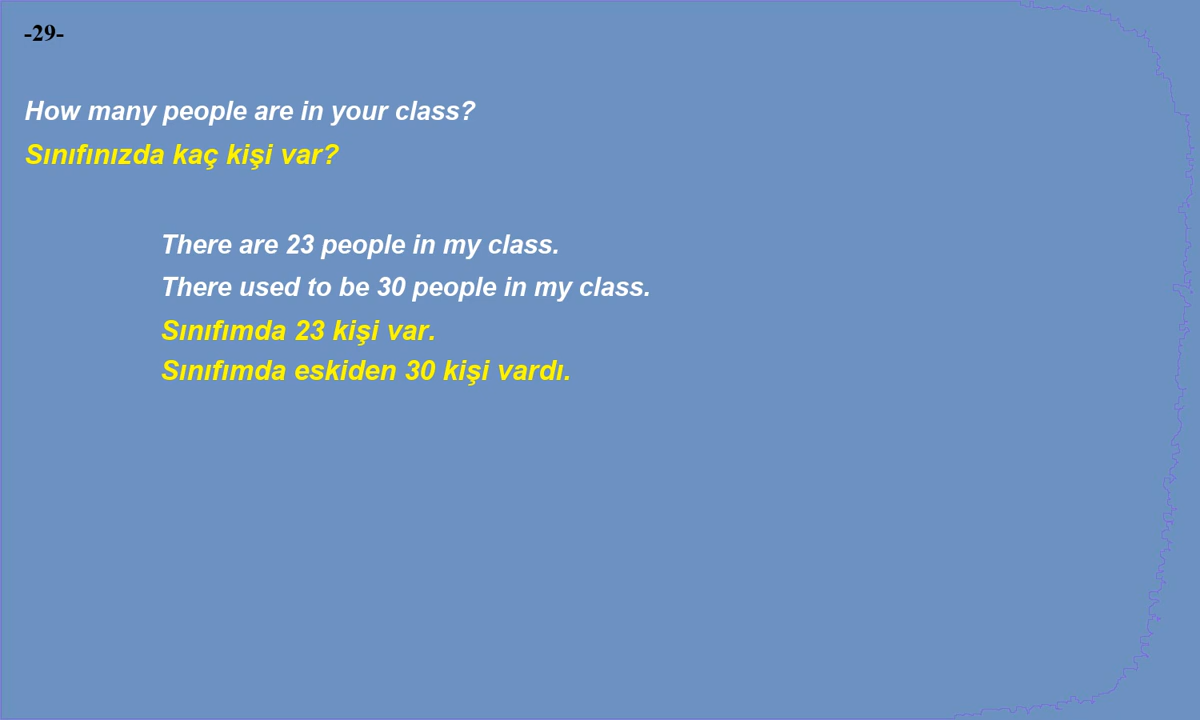 -29-
How many people are in your class?
Sınıfınızda kaç kişi var?
There are 23 people in my class.
There used to be 30 people in my class.
Sınıfımda 23 kişi var.
Sınıfımda eskiden 30 kişi vardı.